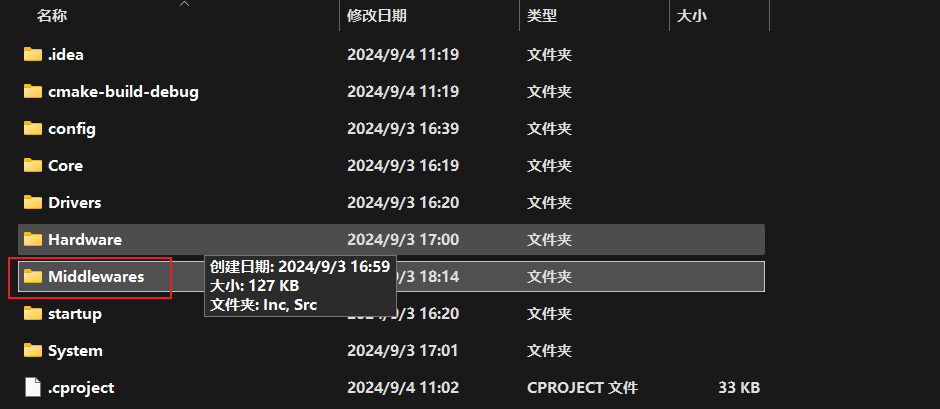 名称 修改日期 类型 大小
.idea 2024/9/4 11:19 文件夹
cmake-build-debug 2024/9/4 11:19 文件夹
config 2024/9/3 16:39 文件夹
Core 2024/9/3 16:19 文件夹
Drivers 2024/9/3 16:20 文件夹
Hardware 2024/9/3 17:00 文件夹
创建日期: 2024/9/3 16:59
Middlewares 18:14 文件夹
大小: 127 KB
文件夹: Inc, Src
startup 2024/9/3 16:20 文件夹
System 2024/9/3 17:01 文件夹
.cproject 2024/9/4 11:02 CPROJECT 文件 33 KB